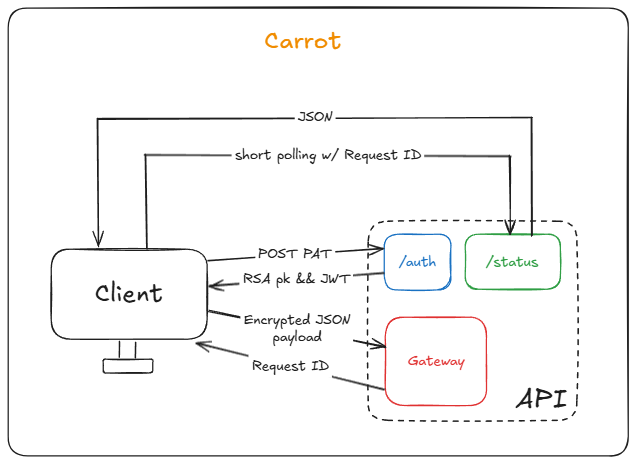 Carrot
JSON
short polling w/ Request ID
POST PAT
/auth
/status
RSA pk && JWT
Client
Encrypted JSON
payload
Gateway
Request ID
API